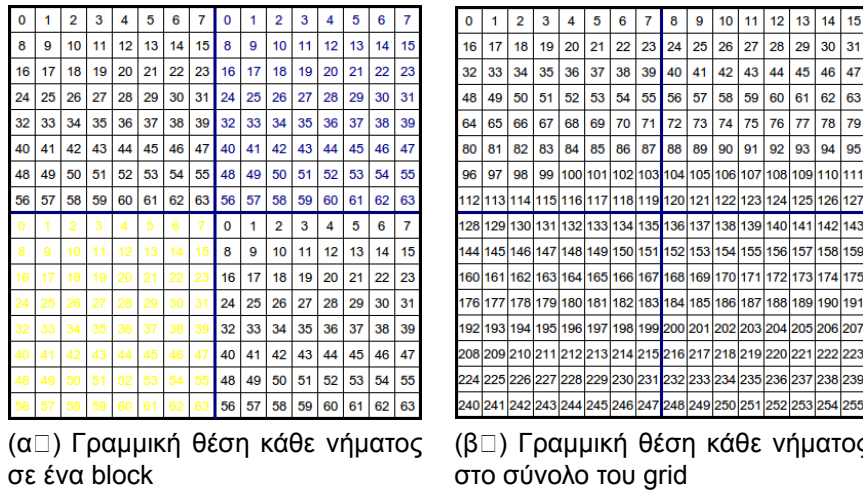 0 1 2 3 4 5 6 7 0 1 2 3 4 5 6 7
8 9 10 11 12 13 14 15 8 9 10 11 12 13 14 15
16 17 18 19 20 21 22 23 16 17 18 19 20 21 22 23
24 25 26 27 28 29 30 31 24 25 26 27 28 29 30 31
32 33 34 35 36 37 38 39 32 33 34 35 36 37 38 39
40 41 42 43 44 45 46 47 40 41 42 43 44 45 46 47
48 49 50 51 52 53 54 55 48 49 50 51 52 53 54 55
56 57 58 59 60 61 62 63 56 57 58 59 60 61 62 63
0 1 2 3 4 5 6 7 0 1 2 3 4 5 6 7
8 9 10 11 12 13 14 15 8 9 10 11 12 13 14 15
16 17 18 19 20 21 22 23 16 17 18 19 20 21 22 23
24 25 26 27 28 29 30 31 24 25 26 27 28 29 30 31
32 33 34 35 36 37 38 39 32 33 34 35 36 37 38 39
40 41 42 43 44 45 46 47 40 41 42 43 44 45 46 47
48 49 50 51 52 53 54 55 48 49 50 51 52 53 54 55
56 57 58 59 60 61 62 63 56 57 58 59 60 61 62 63
(α□) Γραμμική θέση κάθε νήματος
σε ένα block
0 1 2 3 4 5 6 7 8 9 10 11 12 13 14 15
16 17 18 19 20 21 22 23 24 25 26 27 28 29 30 31
32 33 34 35 36 37 38 39 40 41 42 43 44 45 46 47
48 49 50 51 52 53 54 55 56 57 58 59 60 61 62 63
64 65 66 67 68 69 70 71 72 73 74 75 76 77 78 79
80 81 82 83 84 85 86 87 88 89 90 91 92 93 94 95
96 97 98 99 100 101 102 103 104 105 106 107 108 109 110 111
112 113 114 115 116 117 118 119 120 121 122 123 124 125 126 127
128 129 130 131 132 133 134 135 136 137 138 139 140 141 142 143
144 145 146 147 148 149 150 151 152 153 154 155 156 157 158 159
160 161 162 163 164 165 166 167 168 169 170 171 172 173 174 175
176 177 178 179 180 181 182 183 184 185 186 187 188 189 190 191
192 193 194 195 196 197 198 199 200 201 202 203 204 205 206 207
208 209 210 211 212 213 214 215 216 217 218 219 220 221 222 223
224 225 226 227 228 229 230 231 232 233 234 235 236 237 238 239
240 241 242 243 244 245 246 247 248 249 250 251 252 253 254 255
(β□) Γραμμική θέση κάθε νήματος
στο σύνολο του grid